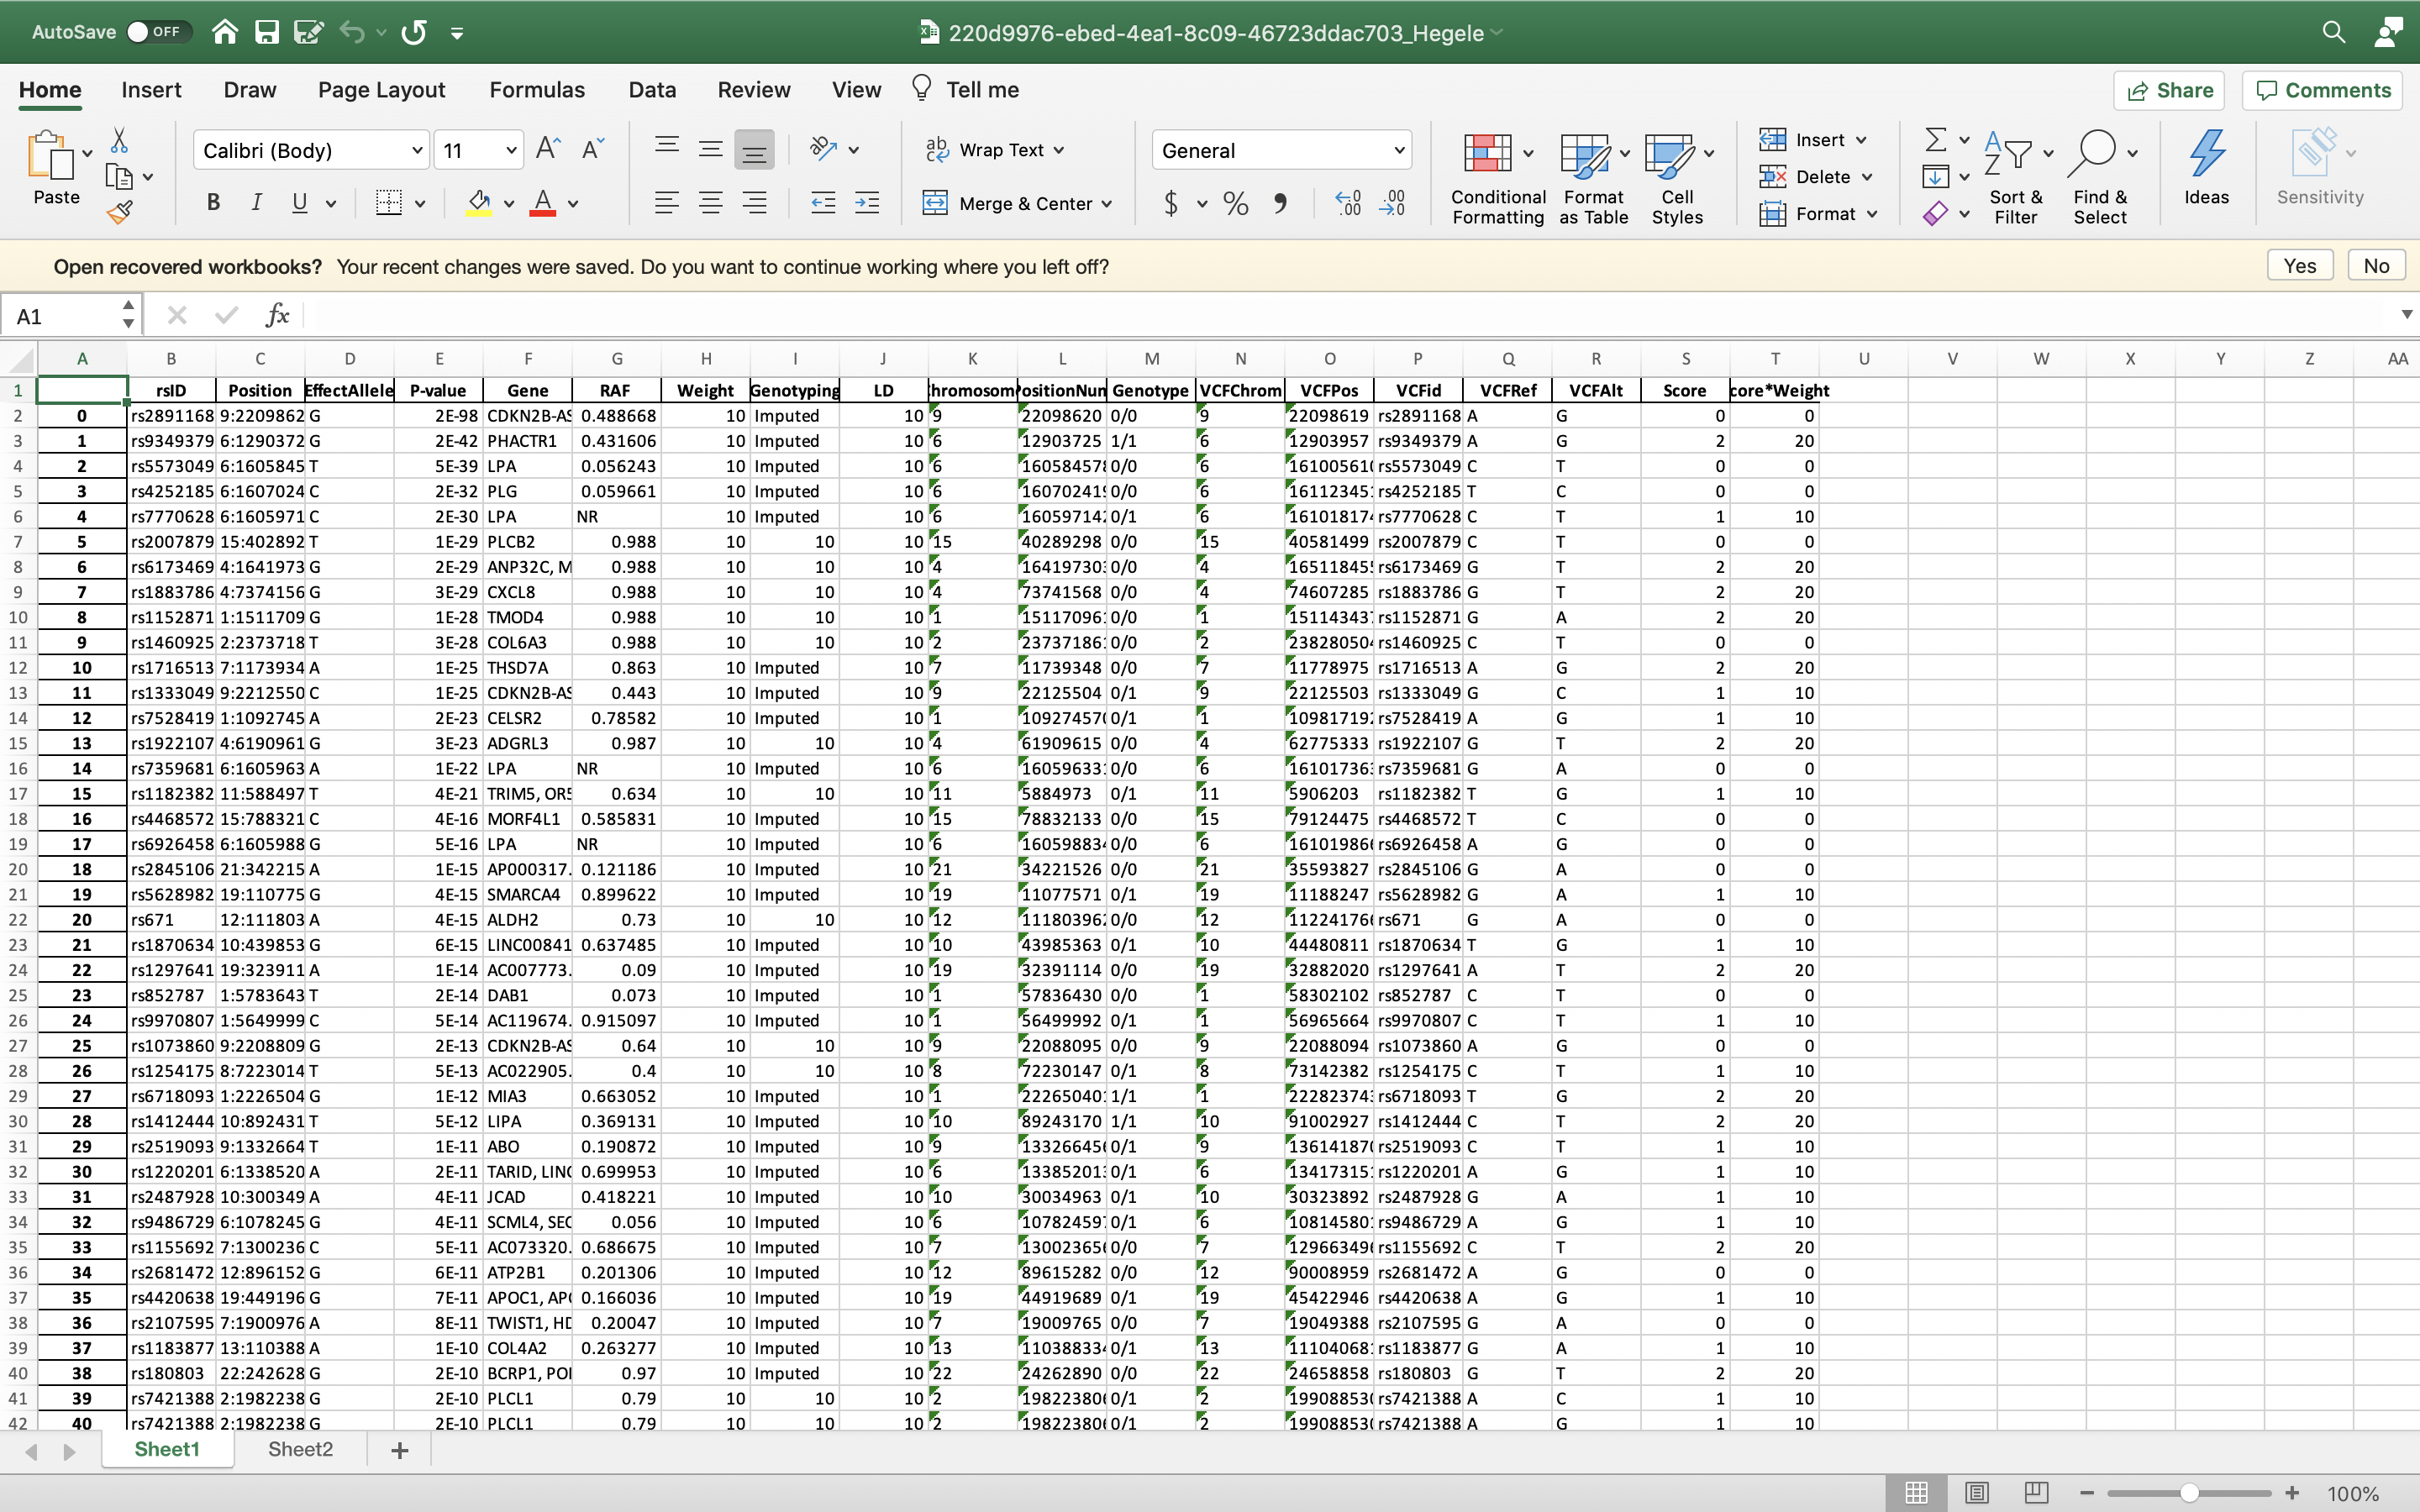 AutoSave OFF 220d9976-ebed-4ea1-8c09-46723ddac703_Hegele
Home Insert Draw Page Layout Formulas Data Review View Tell me Share Comments
Paste Calibri (Body) 11 Wrap Text General Conditional Formatting Format as Table Cell Styles Insert Delete Format Sort & Filter Find & Select Ideas Sensitivity
B I U Merge & Center $ %
Open recovered workbooks? Your recent changes were saved. Do you want to continue working where you left off? Yes No
A1 fx
A B C D E F G H I J K L M N O P Q R S T U V W X Y Z AA
1 rsID Position EffectAllele P-value Gene RAF Weight Genotyping LD hromosom PositionNum Genotype VCFChrom VCFPos VCFid VCFRef VCFAlt Score core*Weight
2 0 rs2891168 9:2209862 G 2E-98 CDKN2B-AS 0.488668 10 Imputed 10 9 22098620 0/0 9 22098619 rs2891168 A G 0 0
3 1 rs9349379 6:1290372 G 2E-42 PHACTR1 0.431606 10 Imputed 10 6 12903725 1/1 6 12903957 rs9349379 A G 2 20
4 2 rs5573049 6:1605845 T 5E-39 LPA 0.056243 10 Imputed 10 6 16058457 0/0 6 16100561 rs5573049 C T 0 0
5 3 rs4252185 6:1607024 C 2E-32 PLG 0.059661 10 Imputed 10 6 16070241 0/0 6 16112345 rs4252185 T C 0 0
6 4 rs7770628 6:1605971 C 2E-30 LPA NR 10 Imputed 10 6 16059714 0/1 6 16101817 rs7770628 C T 1 10
7 5 rs2007879 15:402892 T 1E-29 PLCB2 0.988 10 10 10 15 40289298 0/0 15 40581499 rs2007879 C T 0 0
8 6 rs6173469 4:1641973 G 2E-29 ANP32C, M 0.988 10 10 10 4 16419730 0/0 4 16511845 rs6173469 G T 2 20
9 7 rs1883786 4:7374156 G 3E-29 CXCL8 0.988 10 10 10 4 73741568 0/0 4 74607285 rs1883786 G T 2 20
10 8 rs1152871 1:1511709 G 1E-28 TMOD4 0.988 10 10 10 1 15117096 0/0 1 15114343 rs1152871 G A 2 20
11 9 rs1460925 2:2373718 T 3E-28 COL6A3 0.988 10 10 10 2 23737186 0/0 2 23828050 rs1460925 C T 0 0
12 10 rs1716513 7:1173934 A 1E-25 THSD7A 0.863 10 Imputed 10 7 11739348 0/0 7 11778975 rs1716513 A G 2 20
13 11 rs1333049 9:2212550 C 1E-25 CDKN2B-AS 0.443 10 Imputed 10 9 22125504 0/1 9 22125503 rs1333049 G C 1 10
14 12 rs7528419 1:1092745 A 2E-23 CELSR2 0.78582 10 Imputed 10 1 10927457 0/1 1 10981719 rs7528419 A G 1 10
15 13 rs1922107 4:6190961 G 3E-23 ADGRL3 0.987 10 10 10 4 61909615 0/0 4 62775333 rs1922107 G T 2 20
16 14 rs7359681 6:1605963 A 1E-22 LPA NR 10 Imputed 10 6 16059633 0/0 6 16101736 rs7359681 G A 0 0
17 15 rs1182382 11:588497 T 4E-21 TRIM5, OR5 0.634 10 10 10 11 5884973 0/1 11 5906203 rs1182382 T G 1 10
18 16 rs4468572 15:788321 C 4E-16 MORF4L1 0.585831 10 Imputed 10 15 78832133 0/0 15 79124475 rs4468572 T C 0 0
19 17 rs6926458 6:1605988 G 5E-16 LPA NR 10 Imputed 10 6 16059883 0/0 6 16101986 rs6926458 A G 0 0
20 18 rs2845106 21:342215 A 1E-15 AP000317. 0.121186 10 Imputed 10 21 34221526 0/0 21 35593827 rs2845106 G A 0 0
21 19 rs5628982 19:110775 G 4E-15 SMARCA4 0.899622 10 Imputed 10 19 11077571 0/1 19 11188247 rs5628982 G A 1 10
22 20 rs671 12:111803 A 4E-15 ALDH2 0.73 10 10 10 12 11180396 0/0 12 11224176 rs671 G A 0 0
23 21 rs1870634 10:439853 G 6E-15 LINC00841 0.637485 10 Imputed 10 10 43985363 0/1 10 44480811 rs1870634 T G 1 10
24 22 rs1297641 19:323911 A 1E-14 AC007773. 0.09 10 Imputed 10 19 32391114 0/0 19 32882020 rs1297641 A T 2 20
25 23 rs852787 1:5783643 T 2E-14 DAB1 0.073 10 Imputed 10 1 57836430 0/0 1 58302102 rs852787 C T 0 0
26 24 rs9970807 1:5649999 C 5E-14 AC119674. 0.915097 10 Imputed 10 1 56499992 0/1 1 56965664 rs9970807 C T 1 10
27 25 rs1073860 9:2208809 G 2E-13 CDKN2B-AS 0.64 10 10 10 9 22088095 0/0 9 22088094 rs1073860 A G 0 0
28 26 rs1254175 8:7223014 T 5E-13 AC022905. 0.4 10 10 10 8 72230147 0/1 8 73142382 rs1254175 C T 1 10
29 27 rs6718093 1:2226504 G 1E-12 MIA3 0.663052 10 Imputed 10 1 22265040 1/1 1 22282374 rs6718093 T G 2 20
30 28 rs1412444 10:892431 T 5E-12 LIPA 0.369131 10 Imputed 10 10 89243170 1/1 10 91002927 rs1412444 C T 2 20
31 29 rs2519093 9:1332664 T 1E-11 ABO 0.190872 10 Imputed 10 9 13326645 0/1 9 13614187 rs2519093 C T 1 10
32 30 rs1220201 6:1338520 A 2E-11 TARID, LINC 0.699953 10 Imputed 10 6 13385201 0/1 6 13417315 rs1220201 A G 1 10
33 31 rs2487928 10:300349 A 4E-11 JCAD 0.418221 10 Imputed 10 10 30034963 0/1 10 30323892 rs2487928 G A 1 10
34 32 rs9486729 6:1078245 G 4E-11 SCML4, SEC 0.056 10 Imputed 10 6 10782459 0/1 6 10814580 rs9486729 A G 1 10
35 33 rs1155692 7:1300236 C 5E-11 AC073320. 0.686675 10 Imputed 10 7 13002365 0/0 7 12966349 rs1155692 C T 2 20
36 34 rs2681472 12:896152 G 6E-11 ATP2B1 0.201306 10 Imputed 10 12 89615282 0/0 12 90008959 rs2681472 A G 0 0
37 35 rs4420638 19:449196 G 7E-11 APOC1, AP 0.166036 10 Imputed 10 19 44919689 0/1 19 45422946 rs4420638 A G 1 10
38 36 rs2107595 7:1900976 A 8E-11 TWIST1, HD 0.20047 10 Imputed 10 7 19009765 0/0 7 19049388 rs2107595 G A 0 0
39 37 rs1183877 13:110388 A 1E-10 COL4A2 0.263277 10 Imputed 10 13 11038833 0/1 13 11104068 rs1183877 G A 1 10
40 38 rs180803 22:242628 G 2E-10 BCRP1, POI 0.97 10 Imputed 10 22 24262890 0/0 22 24658858 rs180803 G T 2 20
41 39 rs7421388 2:1982238 G 2E-10 PLCL1 0.79 10 10 10 2 19822380 0/1 2 19908853 rs7421388 A C 1 10
42 40 rs7421388 2:1982238 G 2E-10 PLCL1 0.79 10 10 10 2 19822380 0/1 2 19908853 rs7421388 A G 1 10
Sheet1 Sheet2 +
100%